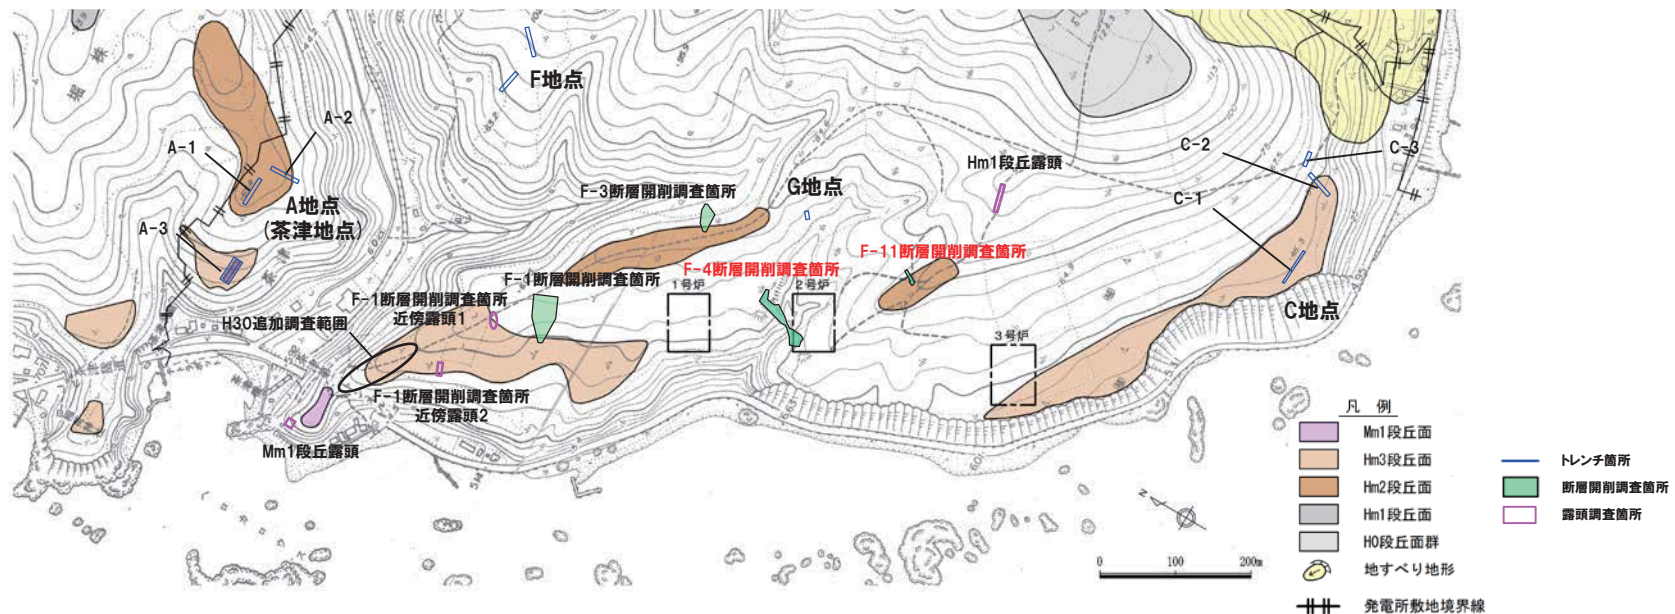 F地点
A-2
A-1
A地点
(茶津地点)
A-3
堀株
茶津
F-3断層開削調査箇所
G地点
Hm1段丘露頭
C-2
C-3
C-1
C地点
F-1断層開削調査箇所
F-4断層開削調査箇所
F-11断層開削調査箇所
F-1断層開削調査箇所
近傍露頭1
H30追加調査範囲
1号炉
2号炉
3号炉
F-1断層開削調査箇所
近傍露頭2
Mm1段丘露頭
凡 例
Mm1段丘面
Hm3段丘面
Hm2段丘面
Hm1段丘面
H0段丘面群
地すべり地形
発電所敷地境界線
トレンチ箇所
断層開削調査箇所
露頭調査箇所
N
0 100 200m